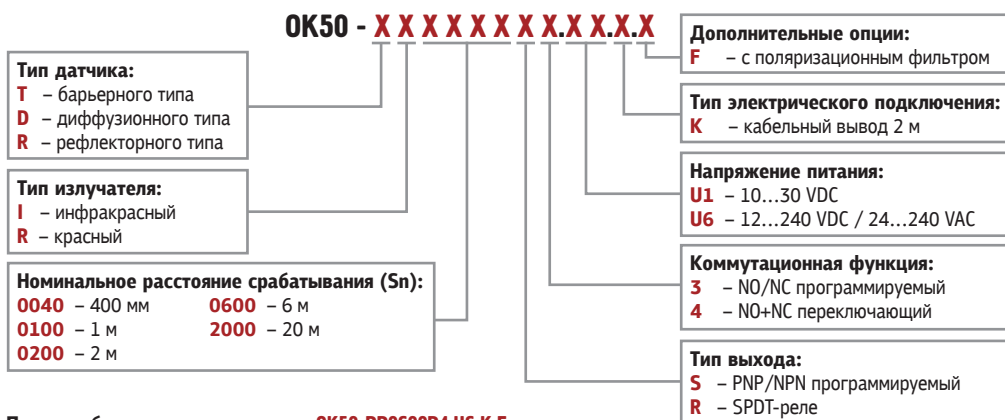 OK50 - X X X X X X X X.X X.X.X
Тип датчика:
T – барьерного типа
D – диффузионного типа
R – рефлекторного типа
Тип излучателя:
I – инфракрасный
R – красный
Номинальное расстояние срабатывания (Sn):
0040 – 400 мм 0600 – 6 м
0100 – 1 м 2000 – 20 м
0200 – 2 м
Дополнительные опции:
F – с поляризационным фильтром
Тип электрического подключения:
K – кабельный вывод 2 м
Напряжение питания:
U1 – 10...30 VDC
U6 – 12...240 VDC / 24...240 VAC
Коммутационная функция:
3 – NO/NC программируемый
4 – NO+NC переключающий
Тип выхода:
S – PNP/NPN программируемый
R – SPDT-реле